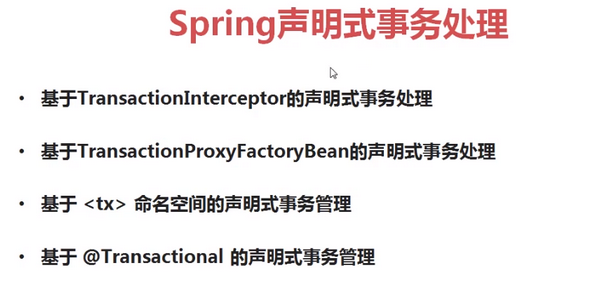 Spring声明式事务处理
• 基于TransactionInterceptor的声明式事务处理
• 基于TransactionProxyFactoryBean的声明式事务处理
• 基于 <tx> 命名空间的声明式事务管理
• 基于 @Transactional 的声明式事务管理